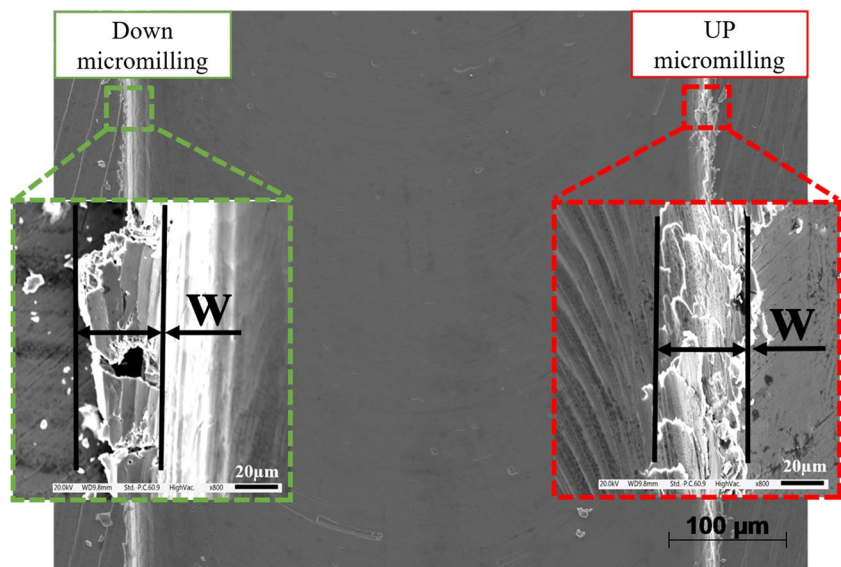 Down
micromilling
UP
micromilling
W
W
20µm
20.0kV WD9.8mm Std.-P.C.60.9 HighVac. x800
20µm
20.0kV WD9.8mm Std.-P.C.60.9 HighVac. x800
100 µm